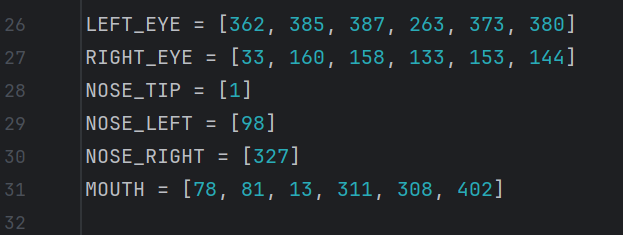 26 LEFT_EYE = [362, 385, 387, 263, 373, 380]
27 RIGHT_EYE = [33, 160, 158, 133, 153, 144]
28 NOSE_TIP = [1]
29 NOSE_LEFT = [98]
30 NOSE_RIGHT = [327]
31 MOUTH = [78, 81, 13, 311, 308, 402]
32